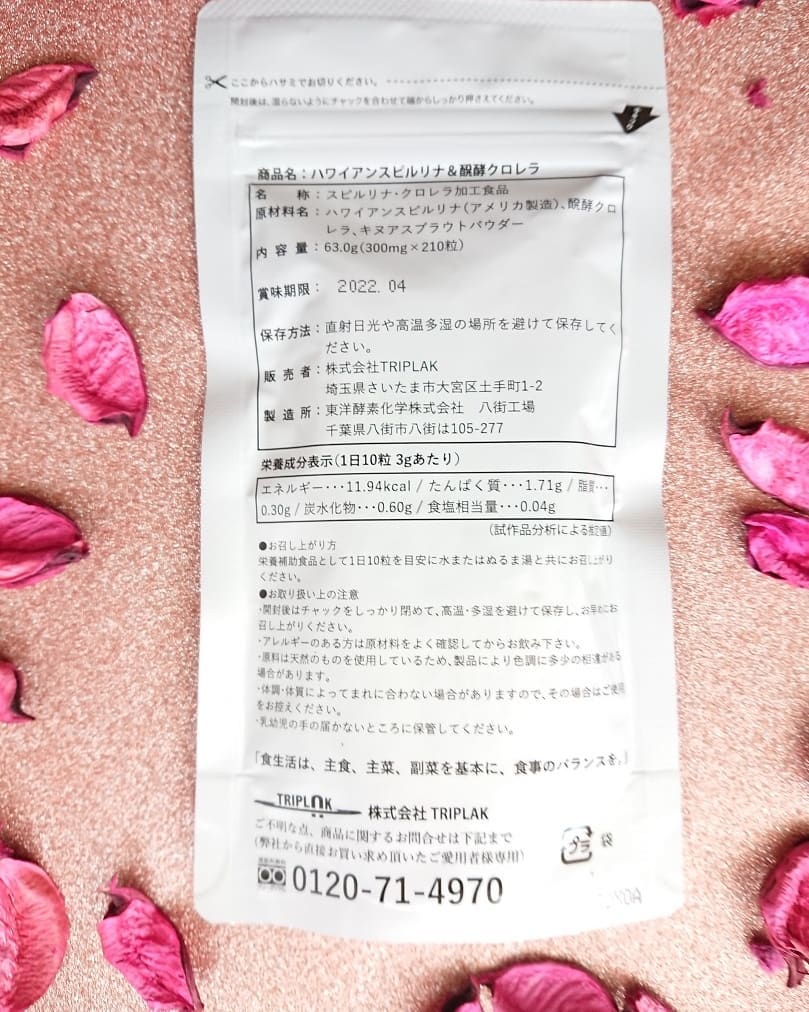 ここからハサミでお切りください。
開封後は、湿らないようにチャックを合わせて端からしっかり押さえてください。
商品名：ハワイアンスピルリナ＆醗酵クロレラ
名　　称：スピルリナ・クロレラ加工食品
原材料名：ハワイアンスピルリナ（アメリカ製造）、醗酵クロ
レラ、キヌアスプラウトパウダー
内 容 量：63.0g（300mg×210粒）
賞味期限：　2022. 04
保存方法：直射日光や高温多湿の場所を避けて保存してく
ださい。
販 売 者：株式会社TRIPLAK
埼玉県さいたま市大宮区土手町1-2
製 造 所：東洋酵素化学株式会社　八街工場
千葉県八街市八街は105-277
栄養成分表示（1日10粒 3gあたり）
エネルギー･･･11.94kcal / たんぱく質･･･1.71g / 脂質･･･
0.30g / 炭水化物･･･0.60g / 食塩相当量･･･0.04g
（試作品分析による推定値）
●お召し上がり方
栄養補助食品として1日10粒を目安に水またはぬるま湯と共にお召し上がり
ください。
●お取り扱い上の注意
・開封後はチャックをしっかり閉めて、高温・多湿を避けて保存し、お早めにお
召し上がりください。
・アレルギーのある方は原材料をよく確認してからお飲み下さい。
・原料は天然のものを使用しているため、製品により色調に多少の相違がある
場合があります。
・体調・体質によってまれに合わない場合がありますので、その場合はご使用
をお控えください。
・乳幼児の手の届かないところに保管してください。
「食生活は、主食、主菜、副菜を基本に、食事のバランスを。」
TRIPLAK 株式会社 TRIPLAK
ご不明な点、商品に関するお問合せは下記まで
（弊社から直接お買い求め頂いたご愛用者様専用）
プラ 袋
0120-71-4970